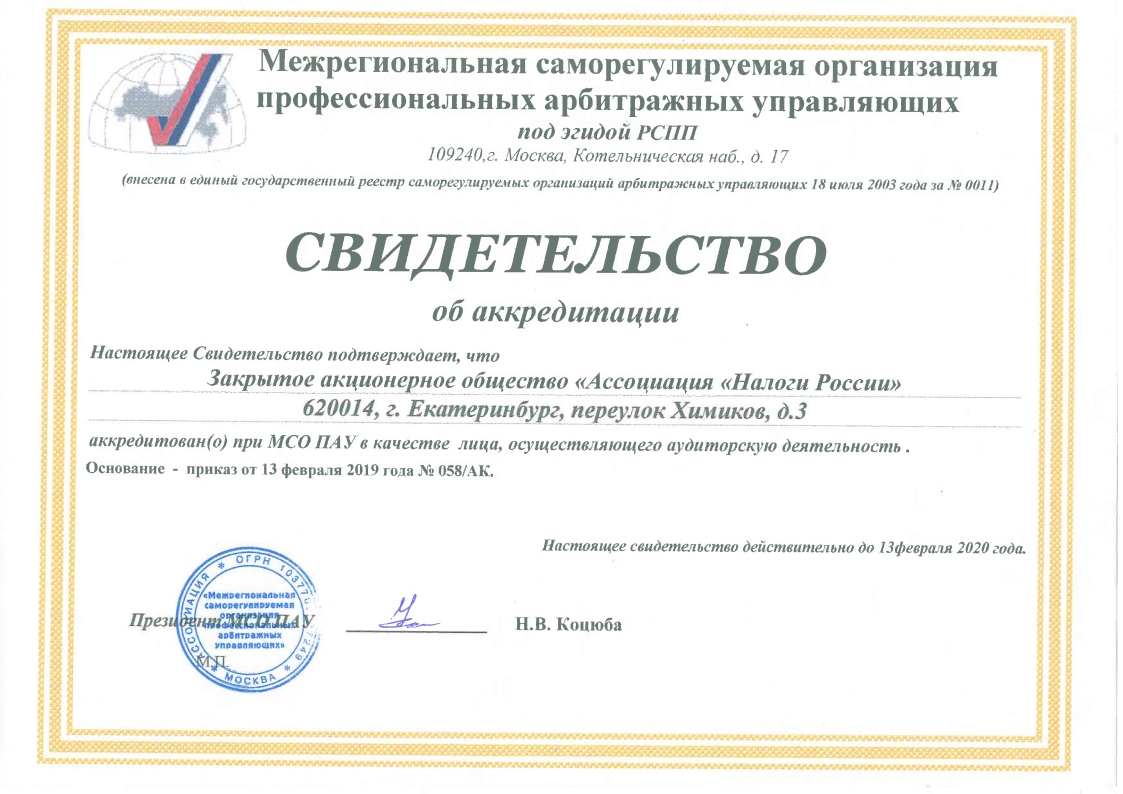 Межрегиональная саморегулируемая организация
профессиональных арбитражных управляющих
под эгидой РСПП
109240,г. Москва, Котельническая наб., д. 17
(внесена в единый государственный реестр саморегулируемых организаций арбитражных управляющих 18 июля 2003 года за № 0011)
СВИДЕТЕЛЬСТВО
об аккредитации
Настоящее Свидетельство подтверждает, что
Закрытое акционерное общество «Ассоциация «Налоги России»
620014, г. Екатеринбург, переулок Химиков, д.3
аккредитован(о) при МСО ПАУ в качестве лица, осуществляющего аудиторскую деятельность .
Основание - приказ от 13 февраля 2019 года № 058/АК.
Настоящее свидетельство действительно до 13февраля 2020 года.
Президент МСО ПАУ
Н.В. Коцюба
М.П.
АССОЦИАЦИЯ * ОГРН
* МОСКВА *
«Межрегиональная
саморегулируемая
организация
профессиональных
арбитражных
управляющих»